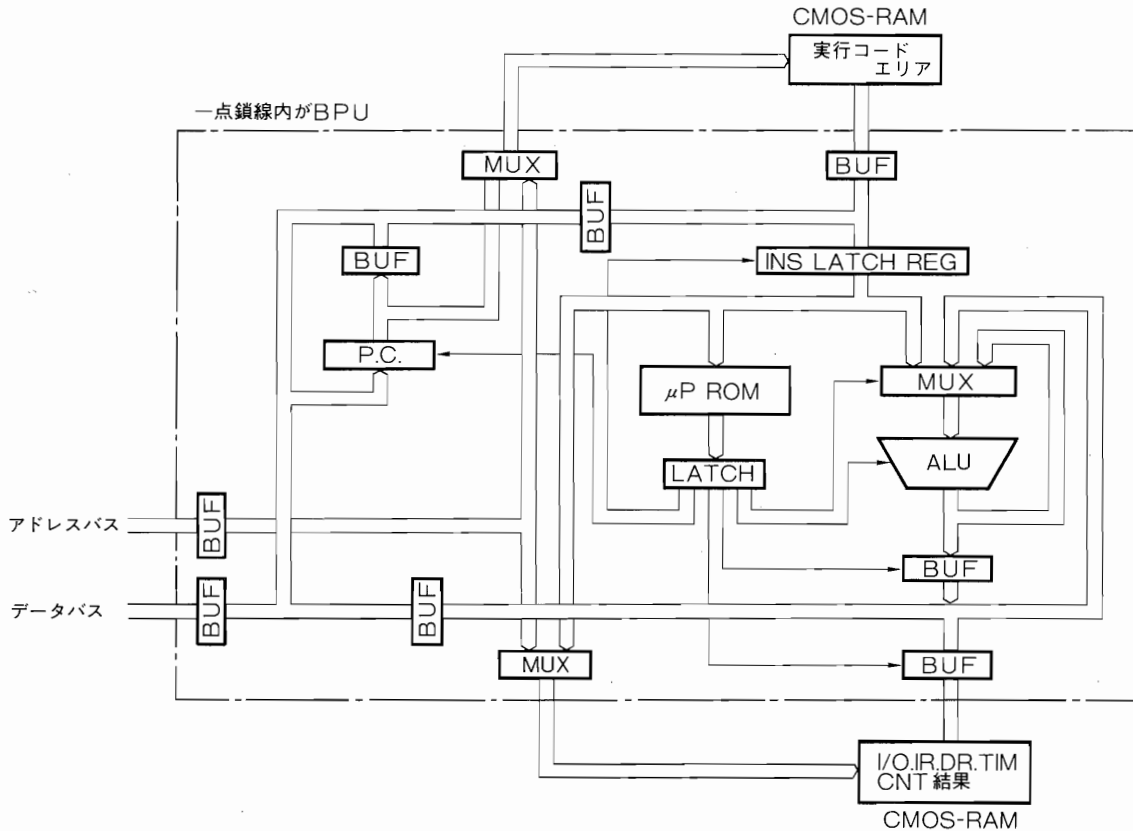 CMOS-RAM
実行コード
エリア
一点鎖線内がBPU
MUX
BUF
BUF
BUF
INS LATCH REG
P.C.
μP ROM
MUX
LATCH
ALU
アドレスバス
BUF
BUF
データバス
BUF
BUF
MUX
BUF
I/O.IR.DR.TIM
CNT 結果
CMOS-RAM